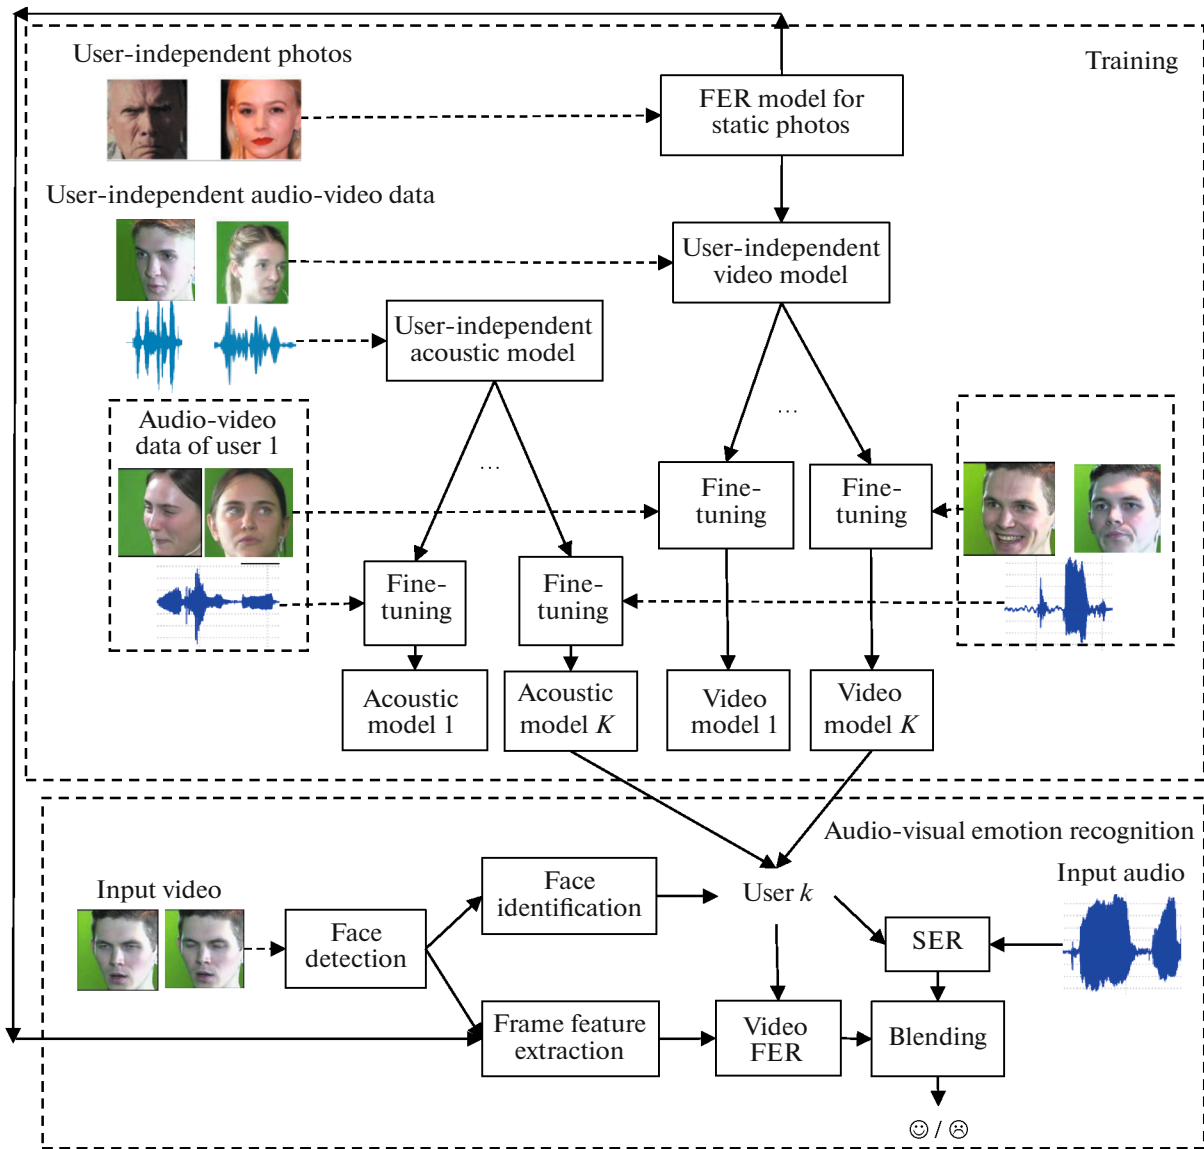 Training
User-independent photos
FER model for
static photos
User-independent audio-video data
User-independent
video model
User-independent
acoustic model
...
Audio-video
data of user 1
...
Fine-
tuning
Fine-
tuning
Fine-
tuning
Fine-
tuning
Acoustic
model 1
Acoustic
model K
Video
model 1
Video
model K
Audio-visual emotion recognition
Input video
Face
detection
Face
identification
User k
Input audio
SER
Frame feature
extraction
Video
FER
Blending
☺ / ☹